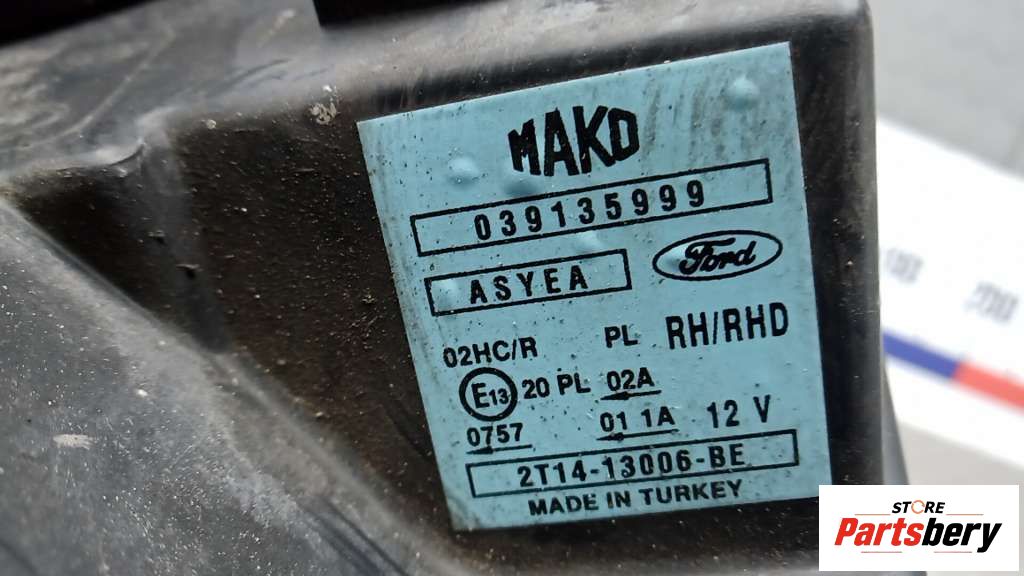 MAKO
039135999
ASYEA Ford
02HC/R PL RH/RHD
E13 20 PL 02A
0757 01 1A 12 V
2T14-13006-BE
MADE IN TURKEY
STORE
Partsbery